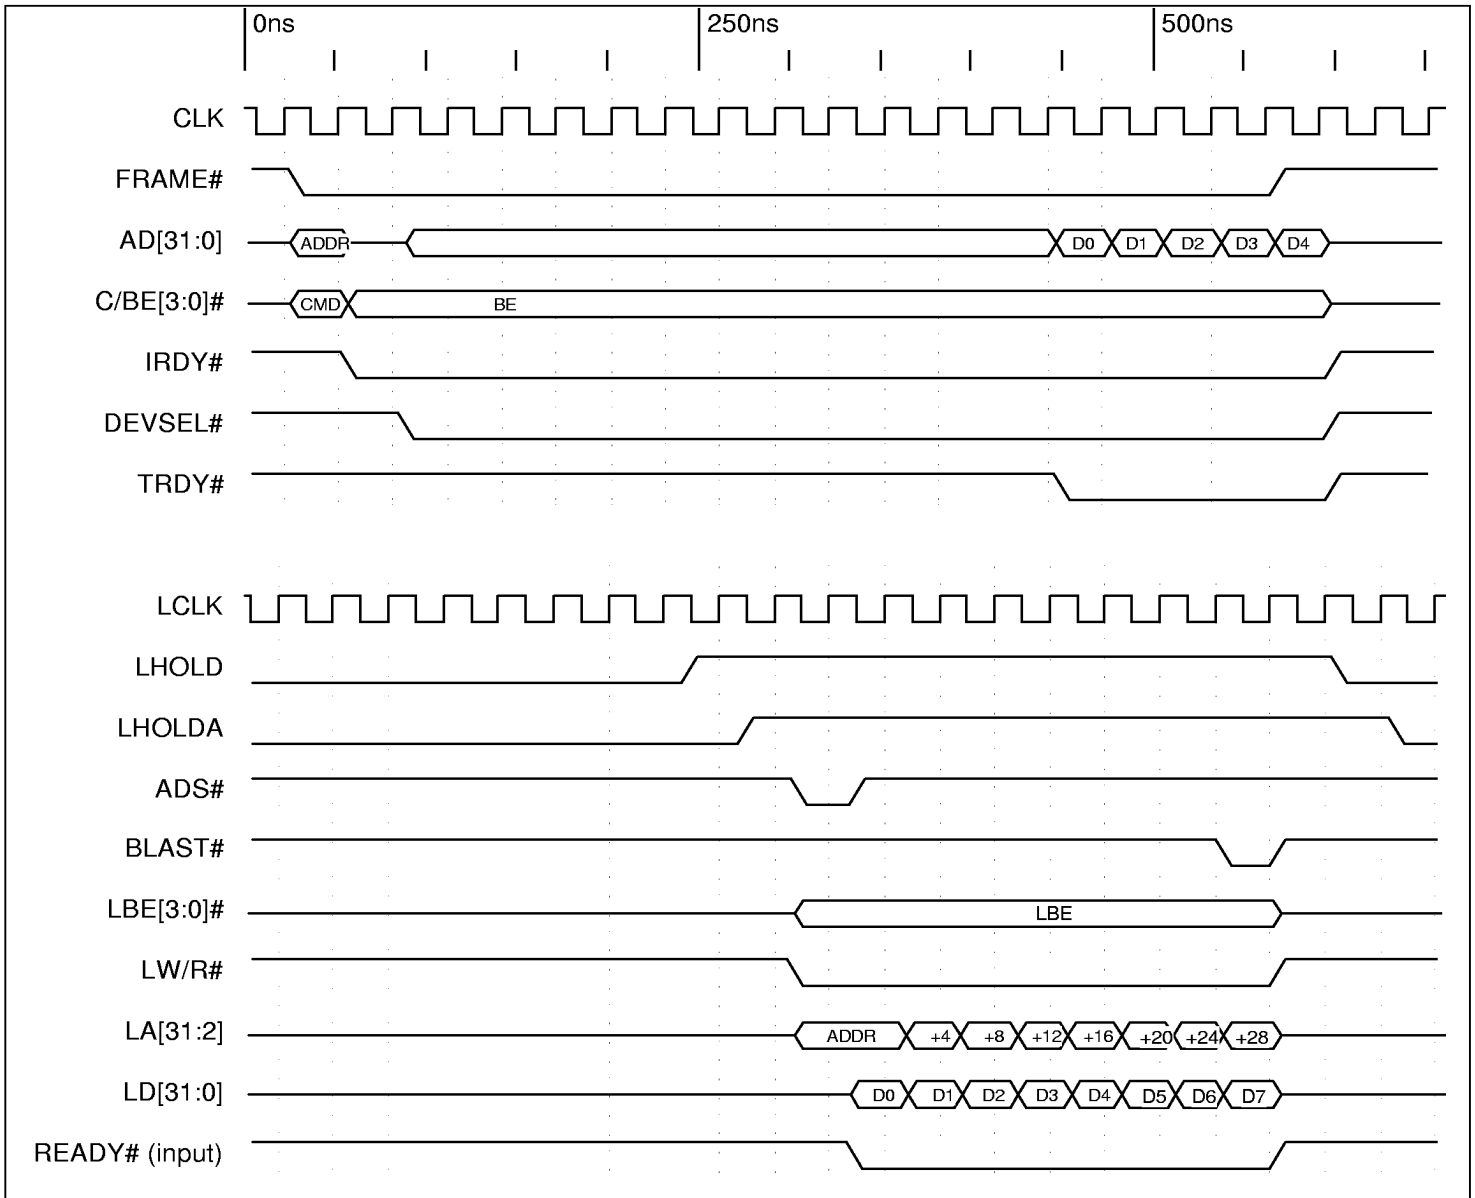 0ns 250ns 500ns
CLK
FRAME#
AD[31:0] ADDR D0 D1 D2 D3 D4
C/BE[3:0]# CMD BE
IRDY#
DEVSEL#
TRDY#
LCLK
LHOLD
LHOLDA
ADS#
BLAST#
LBE[3:0]# LBE
LW/R#
LA[31:2] ADDR +4 +8 +12 +16 +20 +24 +28
LD[31:0] D0 D1 D2 D3 D4 D5 D6 D7
READY# (input)